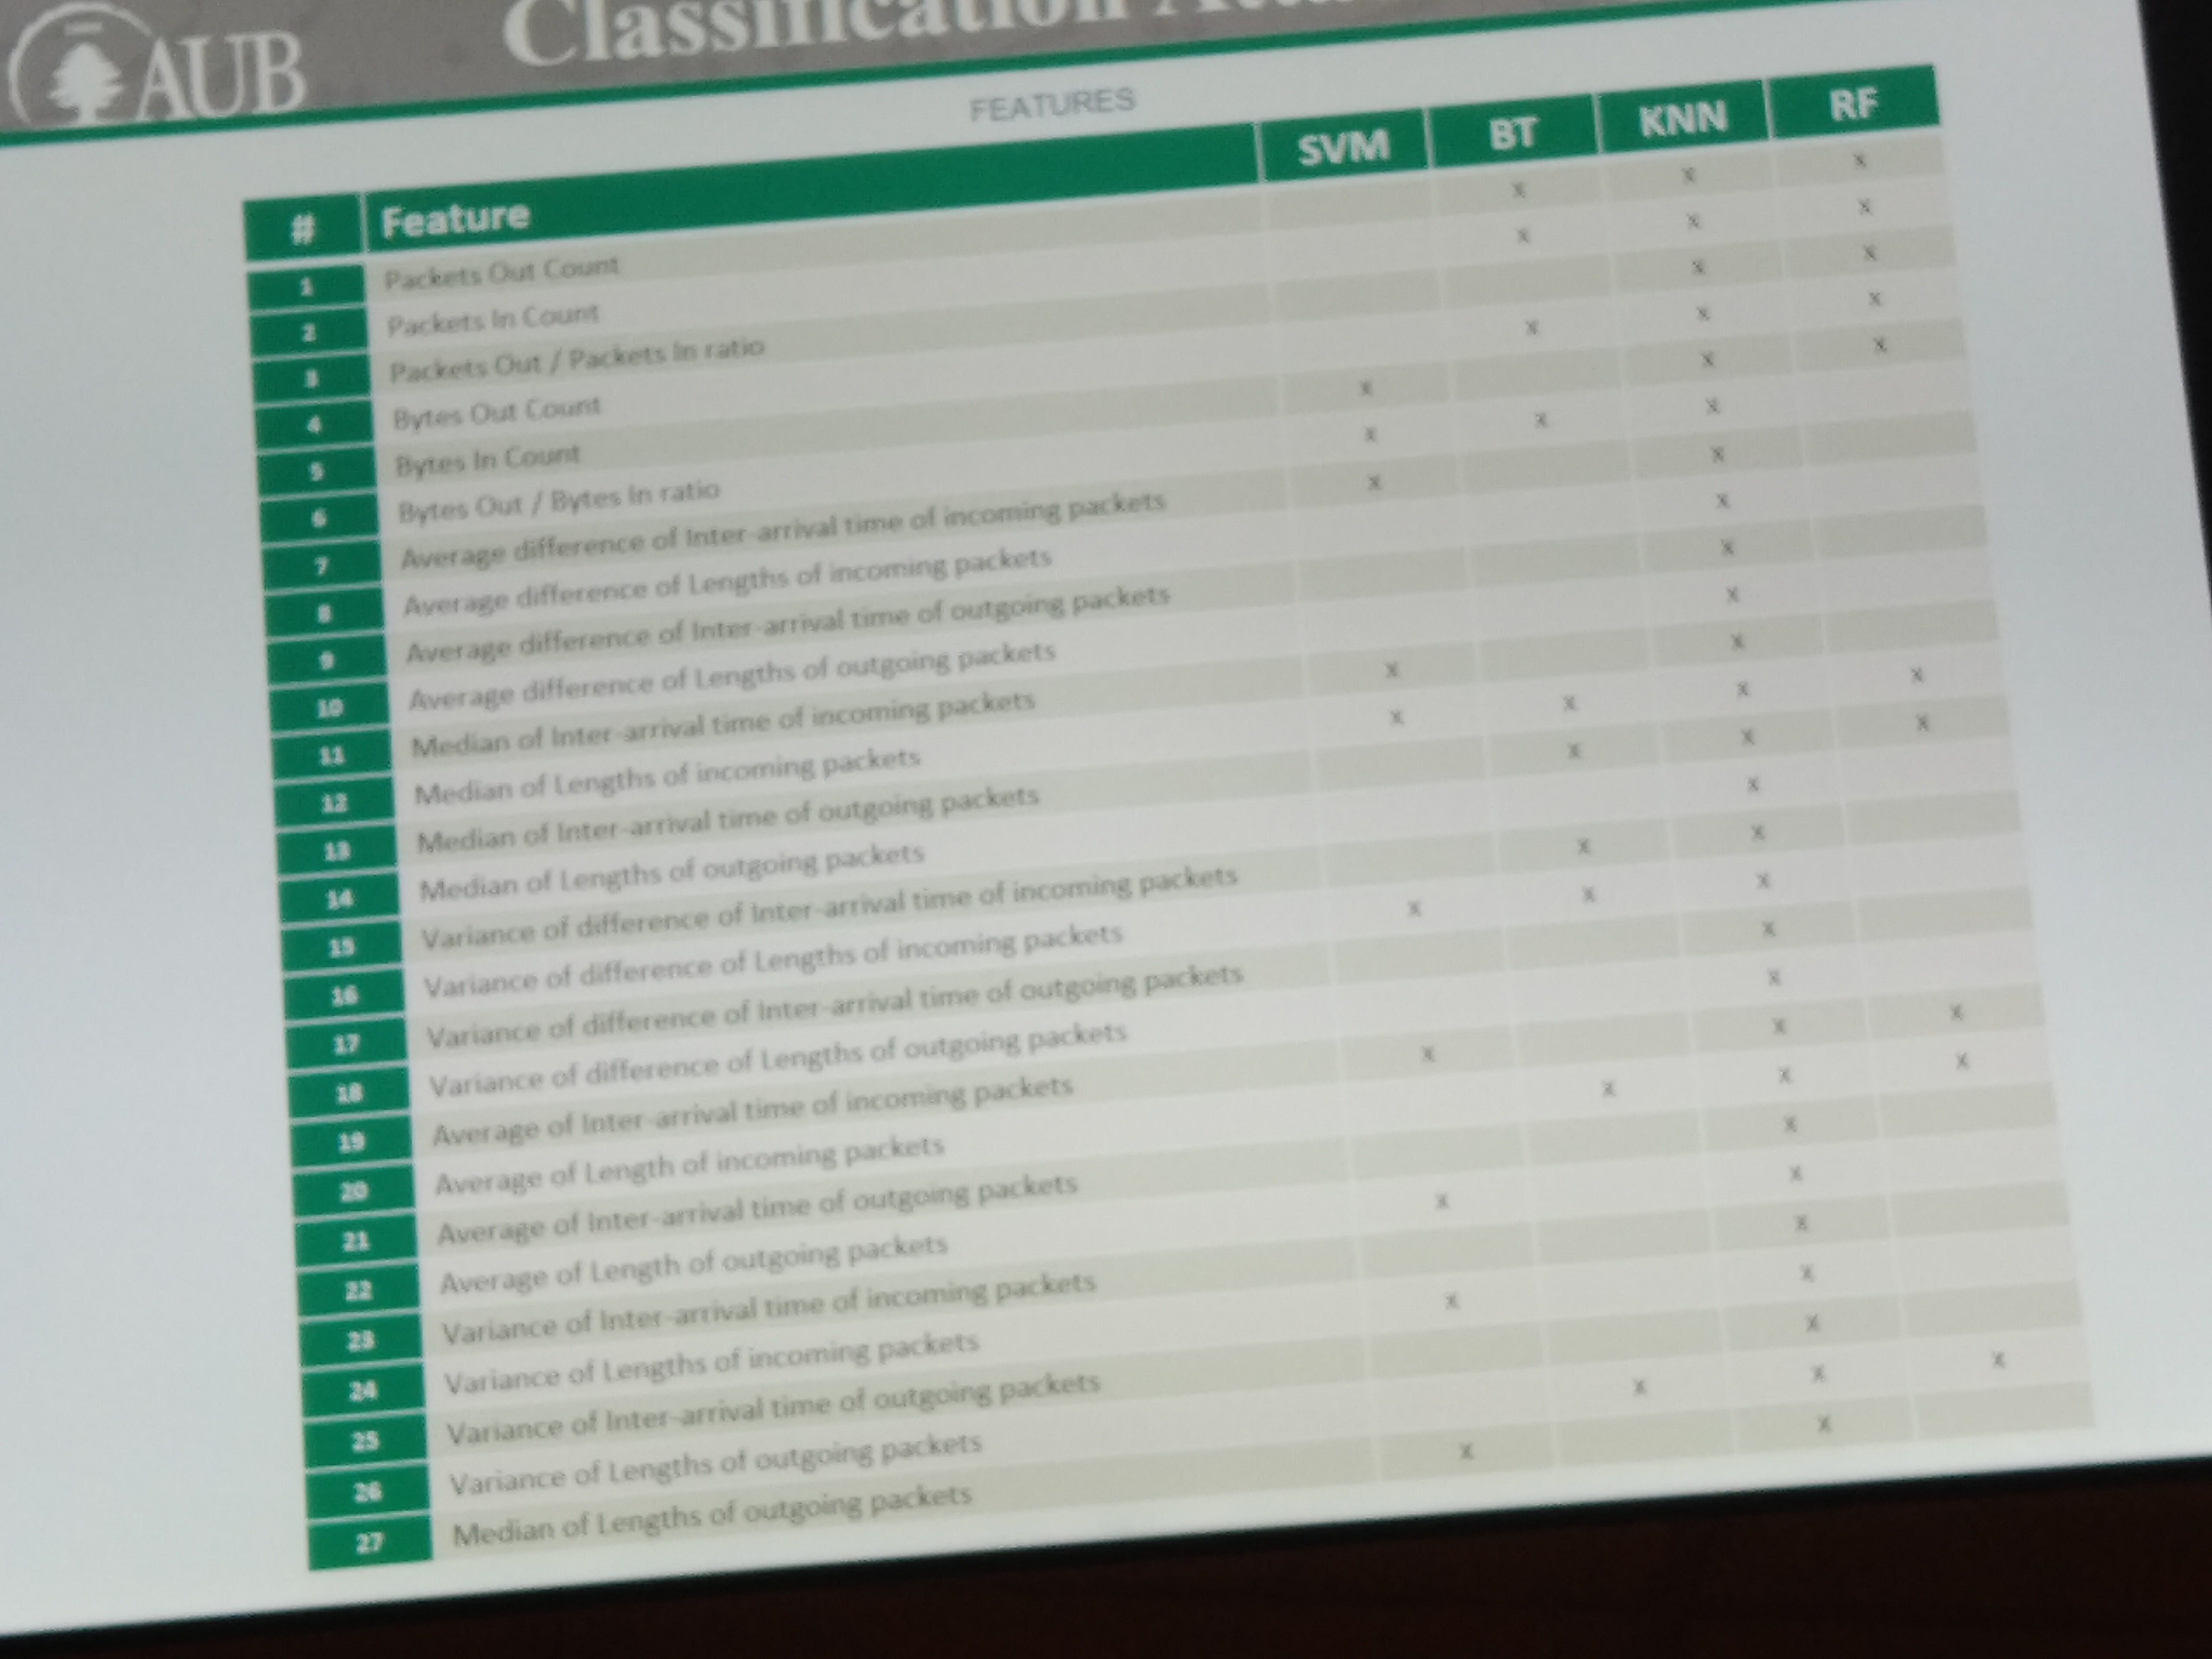 AUB
Classification
FEATURES
# Feature SVM BT KNN RF
1 Packets Out Count x x x
2 Packets In Count x x x
3 Packets Out / Packets In ratio x x
4 Bytes Out Count x x x
5 Bytes In Count x x x
6 Bytes Out / Bytes In ratio x x x
7 Average difference of Inter-arrival time of incoming packets x x
8 Average difference of Lengths of incoming packets x
9 Average difference of Inter-arrival time of outgoing packets x
10 Average difference of Lengths of outgoing packets x
11 Median of Inter-arrival time of incoming packets x x
12 Median of Lengths of incoming packets x x x x
13 Median of Inter-arrival time of outgoing packets x x x
14 Median of Lengths of outgoing packets x
15 Variance of difference of Inter-arrival time of incoming packets x x
16 Variance of difference of Lengths of incoming packets x x x
17 Variance of difference of Inter-arrival time of outgoing packets x
18 Variance of difference of Lengths of outgoing packets x
19 Average of Inter-arrival time of incoming packets x x x
20 Average of Length of incoming packets x x x
21 Average of Inter-arrival time of outgoing packets x
22 Average of Length of outgoing packets x x
23 Variance of Inter-arrival time of incoming packets x
24 Variance of Lengths of incoming packets x x
25 Variance of Inter-arrival time of outgoing packets x
26 Variance of Lengths of outgoing packets x x x
27 Median of Lengths of outgoing packets x x